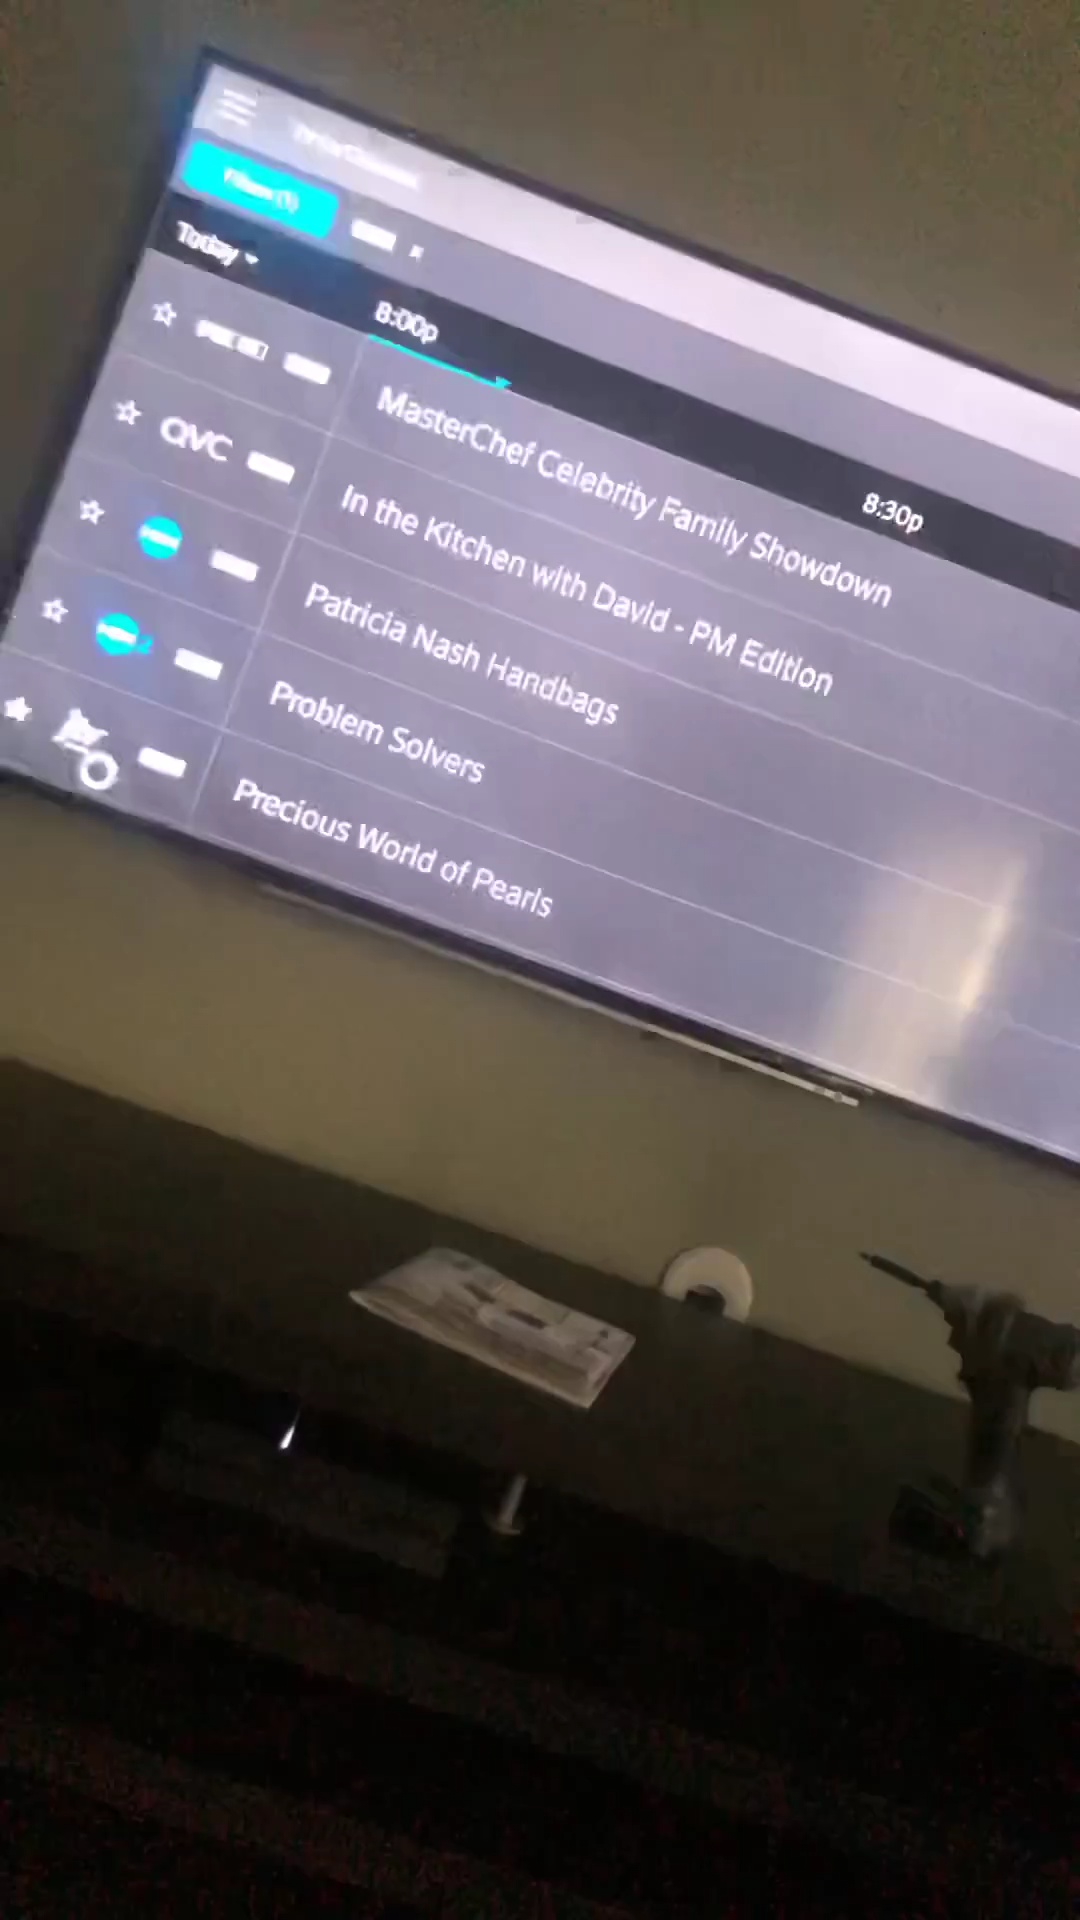 Today
8:00p
8:30p
MasterChef Celebrity Family Showdown
QVC
In the Kitchen with David - PM Edition
Patricia Nash Handbags
Problem Solvers
Precious World of Pearls